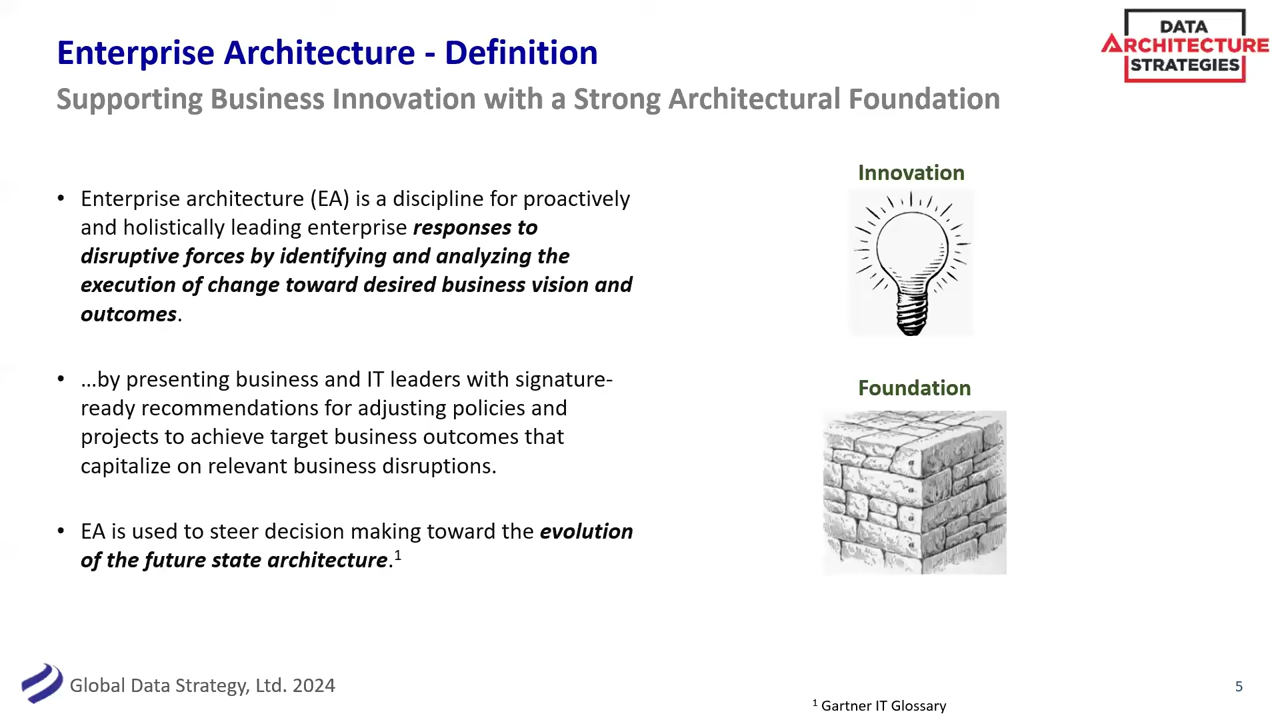 Enterprise Architecture - Definition
Supporting Business Innovation with a Strong Architectural Foundation
DATA
ARCHITECTURE
STRATEGIES
• Enterprise architecture (EA) is a discipline for proactively
and holistically leading enterprise responses to
disruptive forces by identifying and analyzing the
execution of change toward desired business vision and
outcomes.
• …by presenting business and IT leaders with signature-
ready recommendations for adjusting policies and
projects to achieve target business outcomes that
capitalize on relevant business disruptions.
• EA is used to steer decision making toward the evolution
of the future state architecture.¹
Innovation
Foundation
Global Data Strategy, Ltd. 2024
¹ Gartner IT Glossary
5